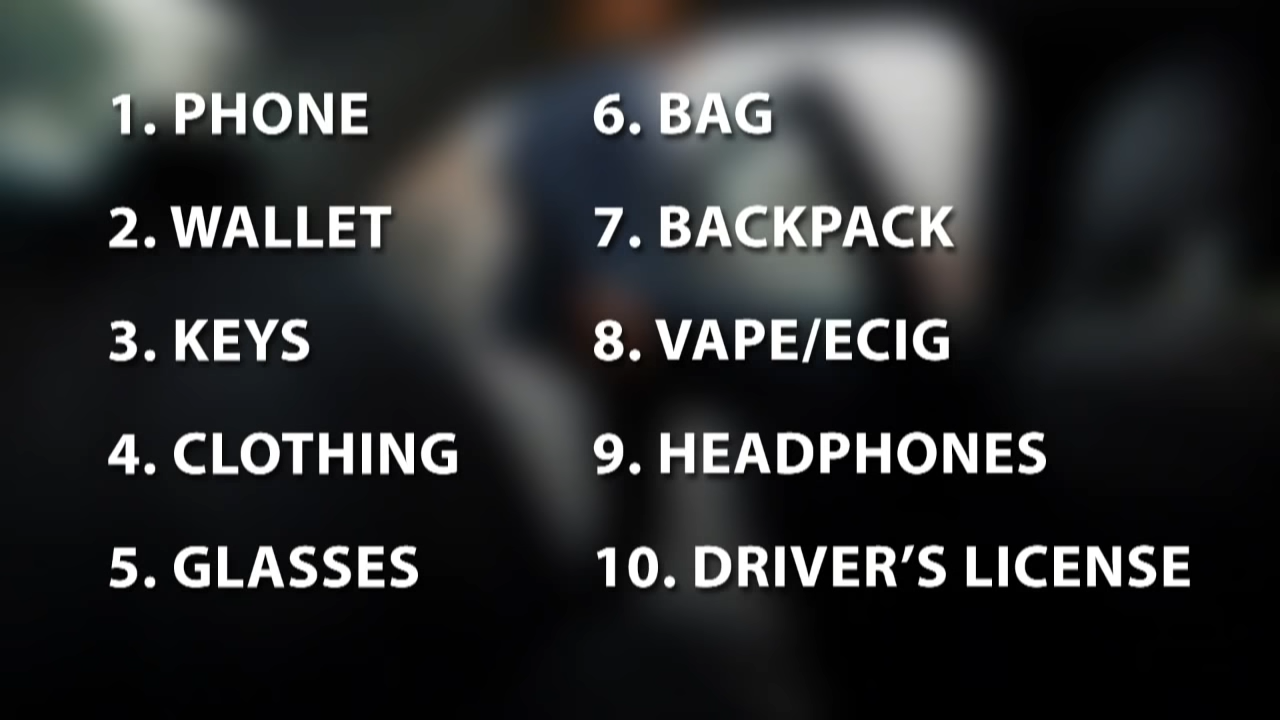 1. PHONE
2. WALLET
3. KEYS
4. CLOTHING
5. GLASSES
6. BAG
7. BACKPACK
8. VAPE/ECIG
9. HEADPHONES
10. DRIVER’S LICENSE